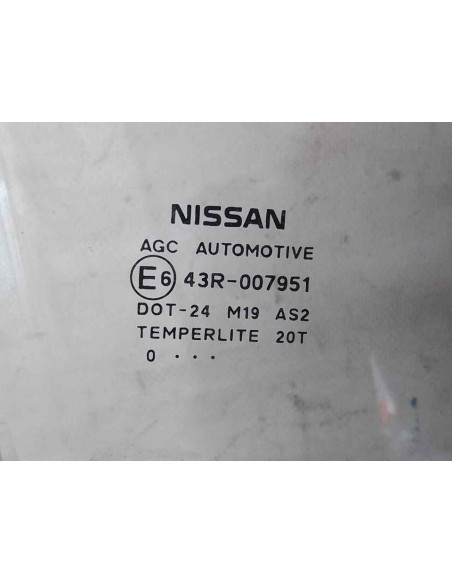 NISSAN
AGC AUTOMOTIVE
E6 43R-007951
DOT-24 M19 AS2
TEMPERLITE 20T
0 ...